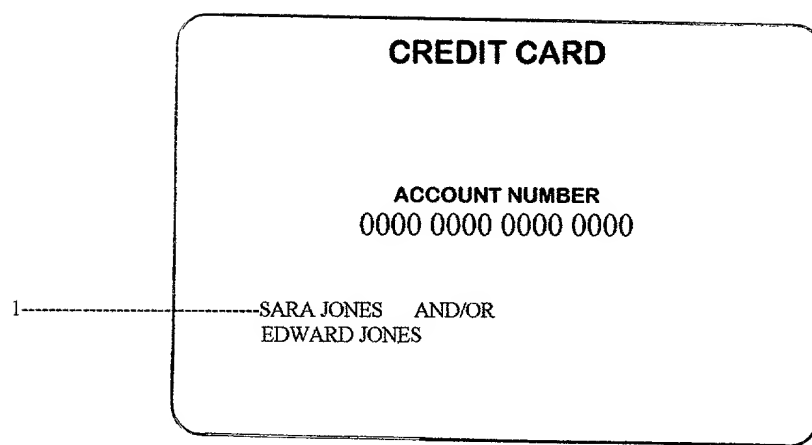 CREDIT CARD
ACCOUNT NUMBER
0000 0000 0000 0000
1 SARA JONES AND/OR
EDWARD JONES